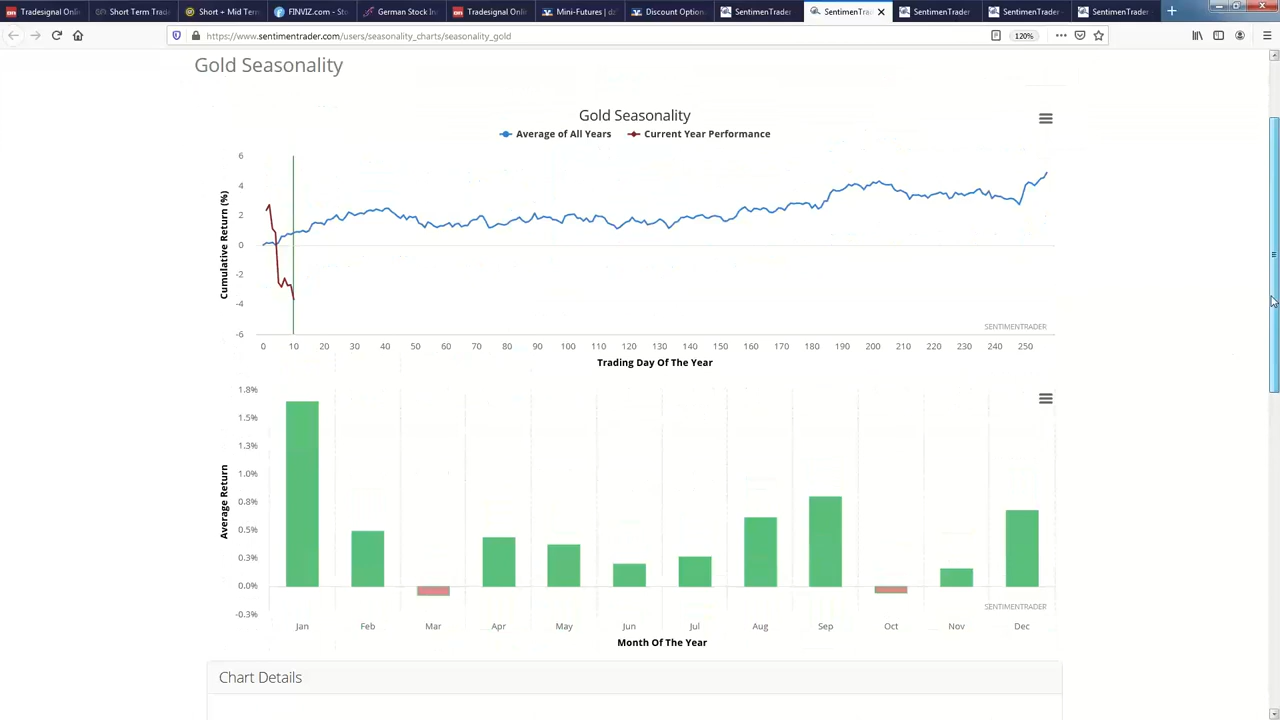 Tradesignal Onli
Short Term Trad
Short + Mid Term
FINVIZ.com - Sto
German Stock In
Tradesignal Onli
Mini-Futures | da
Discount Option
SentimenTrader
SentimenTrad
SentimenTrader
SentimenTrader
SentimenTrader
https://www.sentimentrader.com/users/seasonality_charts/seasonality_gold
120%
Gold Seasonality
Gold Seasonality
Average of All Years
Current Year Performance
Cumulative Return (%)
6
4
2
0
-2
-4
-6
SENTIMENTRADER
0 10 20 30 40 50 60 70 80 90 100 110 120 130 140 150 160 170 180 190 200 210 220 230 240 250
Trading Day Of The Year
Average Return
1.8%
1.5%
1.3%
1.0%
0.8%
0.5%
0.3%
0.0%
-0.3%
SENTIMENTRADER
Jan Feb Mar Apr May Jun Jul Aug Sep Oct Nov Dec
Month Of The Year
Chart Details